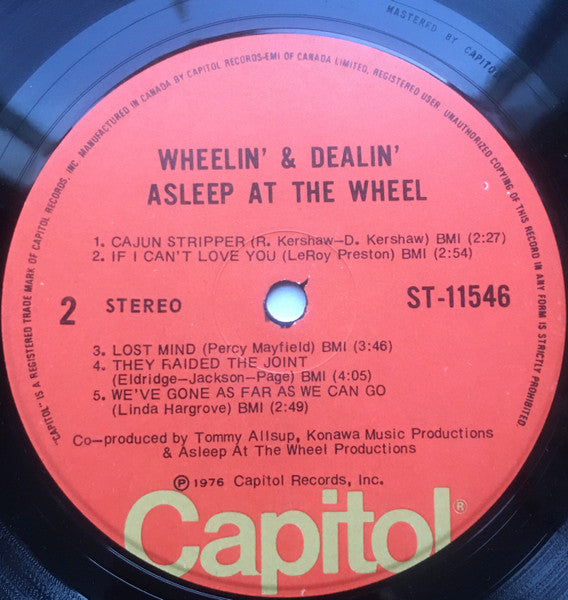 MASTERED BY CAPITOL
MANUFACTURED IN CANADA BY CAPITOL RECORDS-EMI OF CANADA LIMITED, REGISTERED USER. UNAUTHORIZED COPYING OF THIS RECORD IN ANY FORM IS STRICTLY PROHIBITED.
"CAPITOL" IS A REGISTERED TRADE MARK OF CAPITOL RECORDS, INC.
WHEELIN' & DEALIN'
ASLEEP AT THE WHEEL
1. CAJUN STRIPPER (R. Kershaw—D. Kershaw) BMI (2:27)
2. IF I CAN'T LOVE YOU (LeRoy Preston) BMI (2:54)
2 STEREO ST-11546
3. LOST MIND (Percy Mayfield) BMI (3:46)
4. THEY RAIDED THE JOINT
(Eldridge—Jackson—Page) BMI (4:05)
5. WE'VE GONE AS FAR AS WE CAN GO
(Linda Hargrove) BMI (2:49)
Co-produced by Tommy Allsup, Konawa Music Productions
& Asleep At The Wheel Productions
℗ 1976 Capitol Records, Inc.
Capitol®